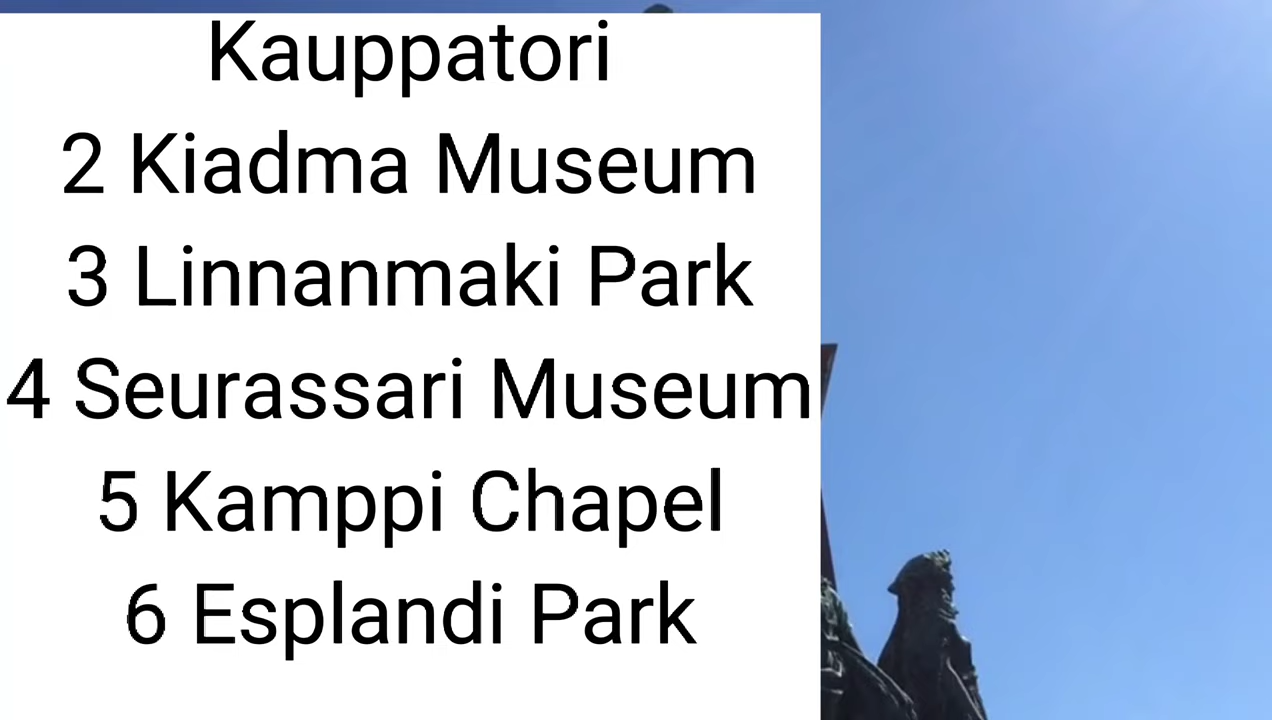 Kauppatori
2 Kiadma Museum
3 Linnanmaki Park
4 Seurassari Museum
5 Kamppi Chapel
6 Esplandi Park